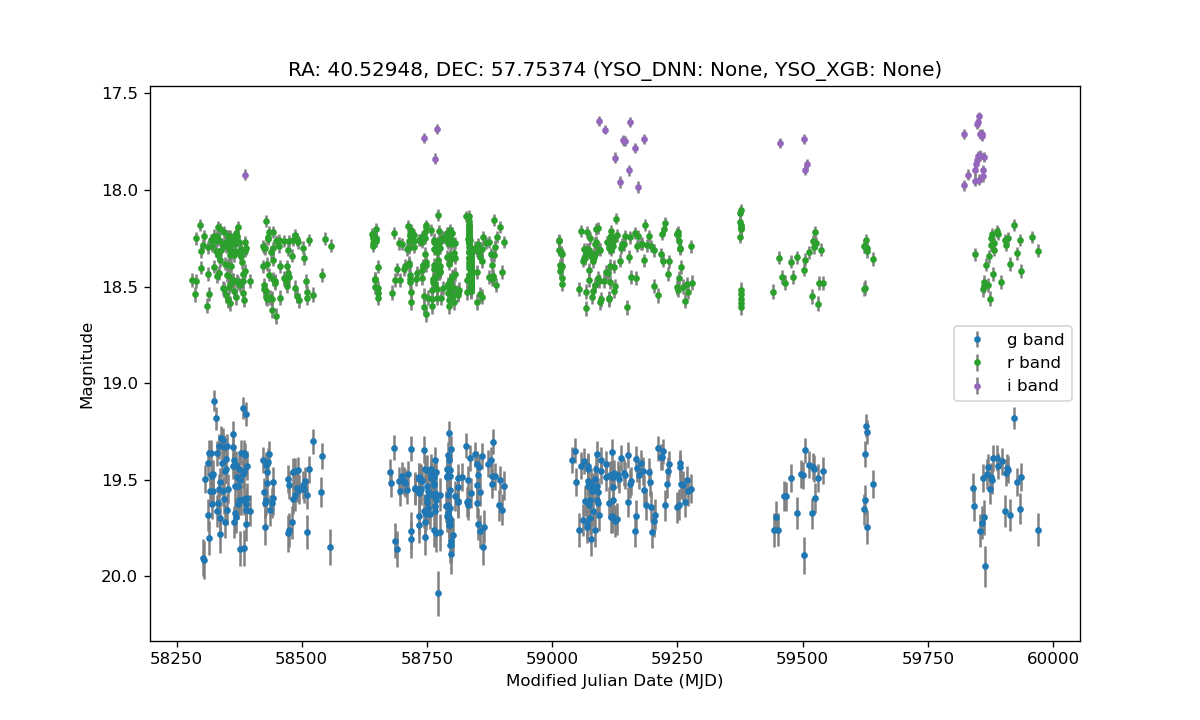 RA: 40.52948, DEC: 57.75374 (YSO_DNN: None, YSO_XGB: None)
17.5
18.0
18.5
19.0
19.5
20.0
Magnitude
g band
r band
i band
58250 58500 58750 59000 59250 59500 59750 60000
Modified Julian Date (MJD)